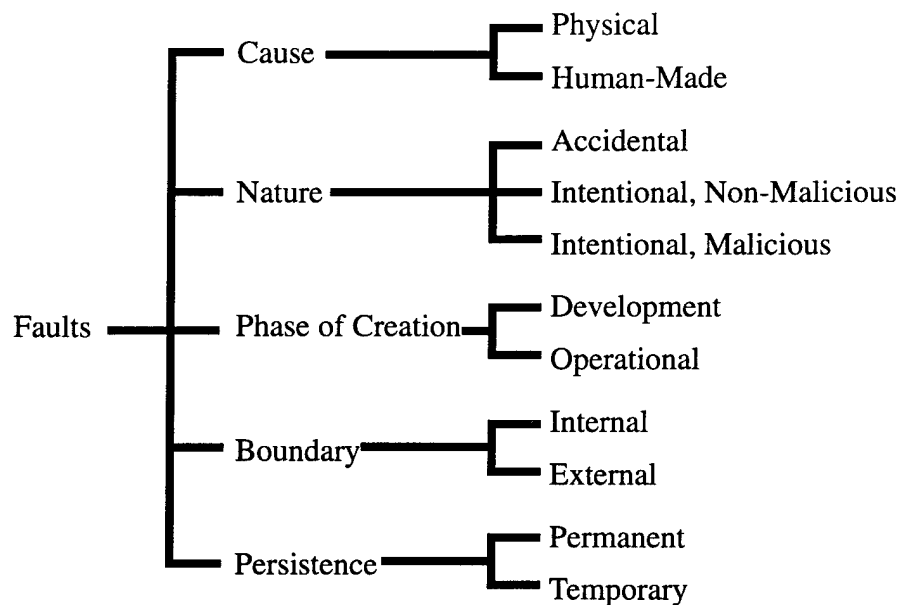 Physical
Cause
Human-Made
Accidental
Nature
Intentional, Non-Malicious
Intentional, Malicious
Development
Faults
Phase of Creation
Operational
Internal
Boundary
External
Permanent
Persistence
Temporary